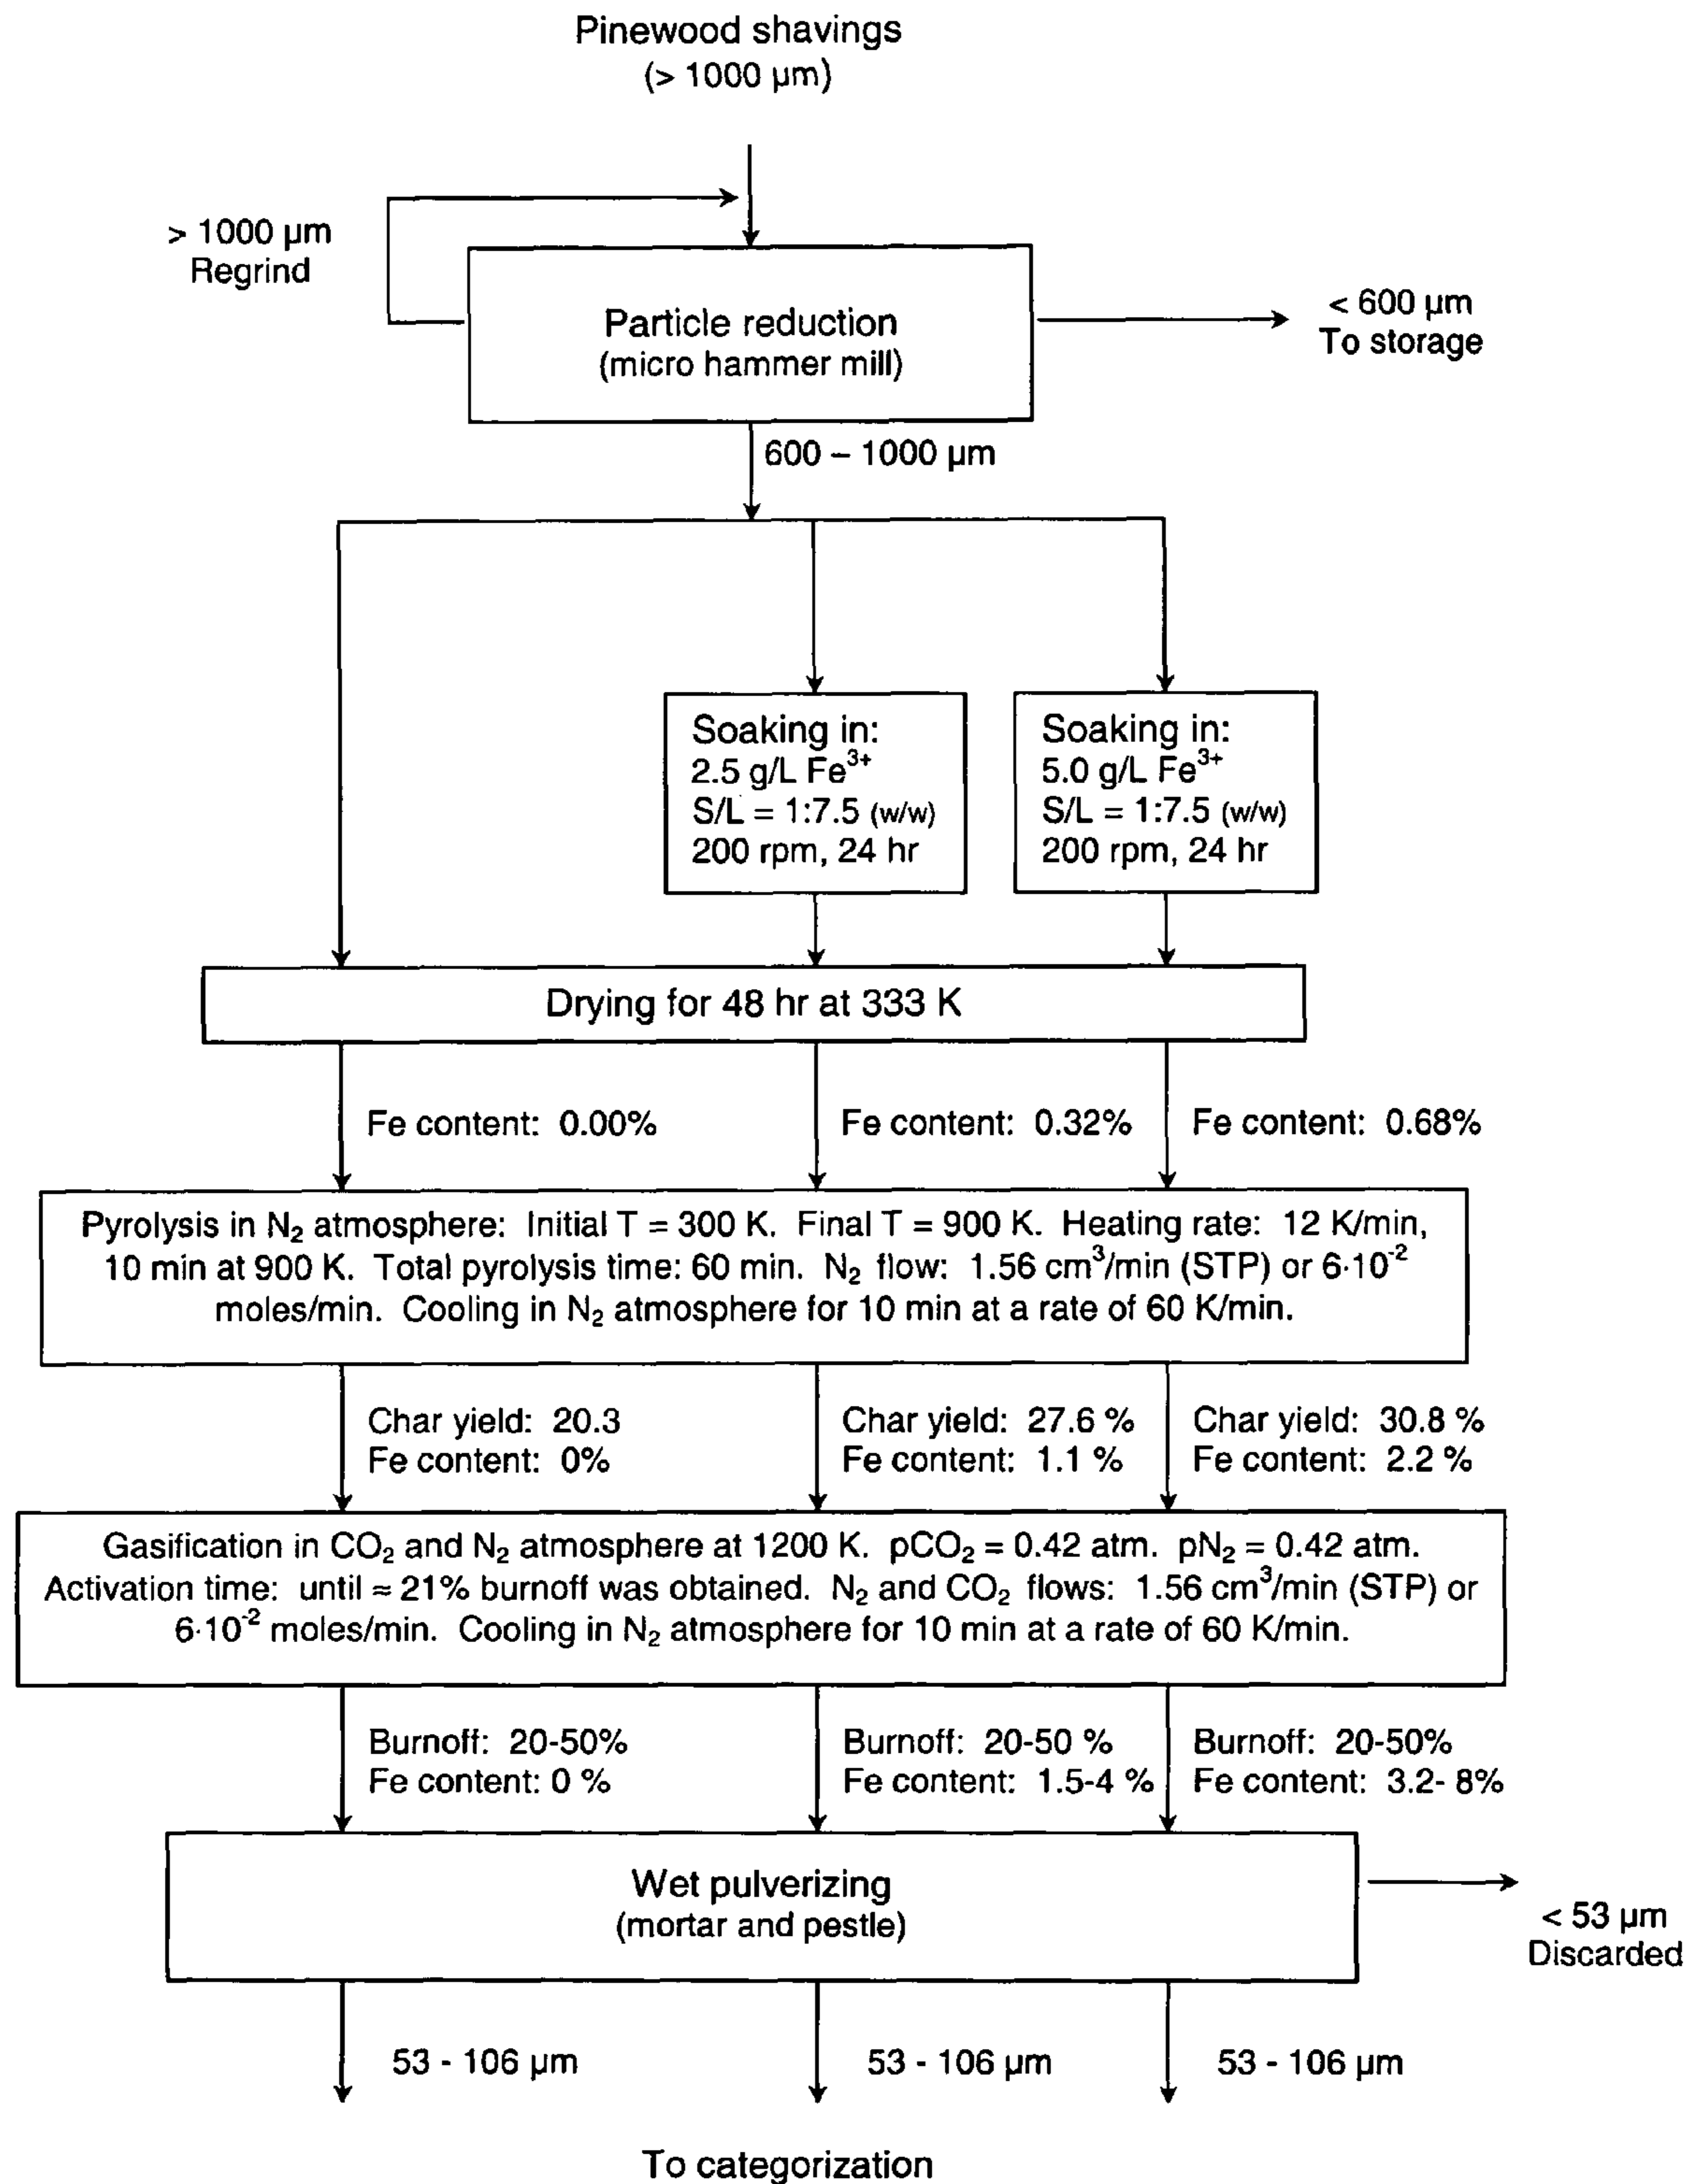 Pinewood shavings
(> 1000 µm)
> 1000 µm
Regrind
Particle reduction
(micro hammer mill)
< 600 µm
To storage
600 – 1000 µm
Soaking in:
2.5 g/L Fe³⁺
S/L = 1:7.5 (w/w)
200 rpm, 24 hr
Soaking in:
5.0 g/L Fe³⁺
S/L = 1:7.5 (w/w)
200 rpm, 24 hr
Drying for 48 hr at 333 K
Fe content: 0.00%
Fe content: 0.32%
Fe content: 0.68%
Pyrolysis in N₂ atmosphere: Initial T = 300 K. Final T = 900 K. Heating rate: 12 K/min,
10 min at 900 K. Total pyrolysis time: 60 min. N₂ flow: 1.56 cm³/min (STP) or 6·10⁻²
moles/min. Cooling in N₂ atmosphere for 10 min at a rate of 60 K/min.
Char yield: 20.3
Fe content: 0%
Char yield: 27.6 %
Fe content: 1.1 %
Char yield: 30.8 %
Fe content: 2.2 %
Gasification in CO₂ and N₂ atmosphere at 1200 K. pCO₂ = 0.42 atm. pN₂ = 0.42 atm.
Activation time: until ≈ 21% burnoff was obtained. N₂ and CO₂ flows: 1.56 cm³/min (STP) or
6·10⁻² moles/min. Cooling in N₂ atmosphere for 10 min at a rate of 60 K/min.
Burnoff: 20-50%
Fe content: 0 %
Burnoff: 20-50 %
Fe content: 1.5-4 %
Burnoff: 20-50%
Fe content: 3.2- 8%
Wet pulverizing
(mortar and pestle)
< 53 µm
Discarded
53 - 106 µm
53 - 106 µm
53 - 106 µm
To categorization